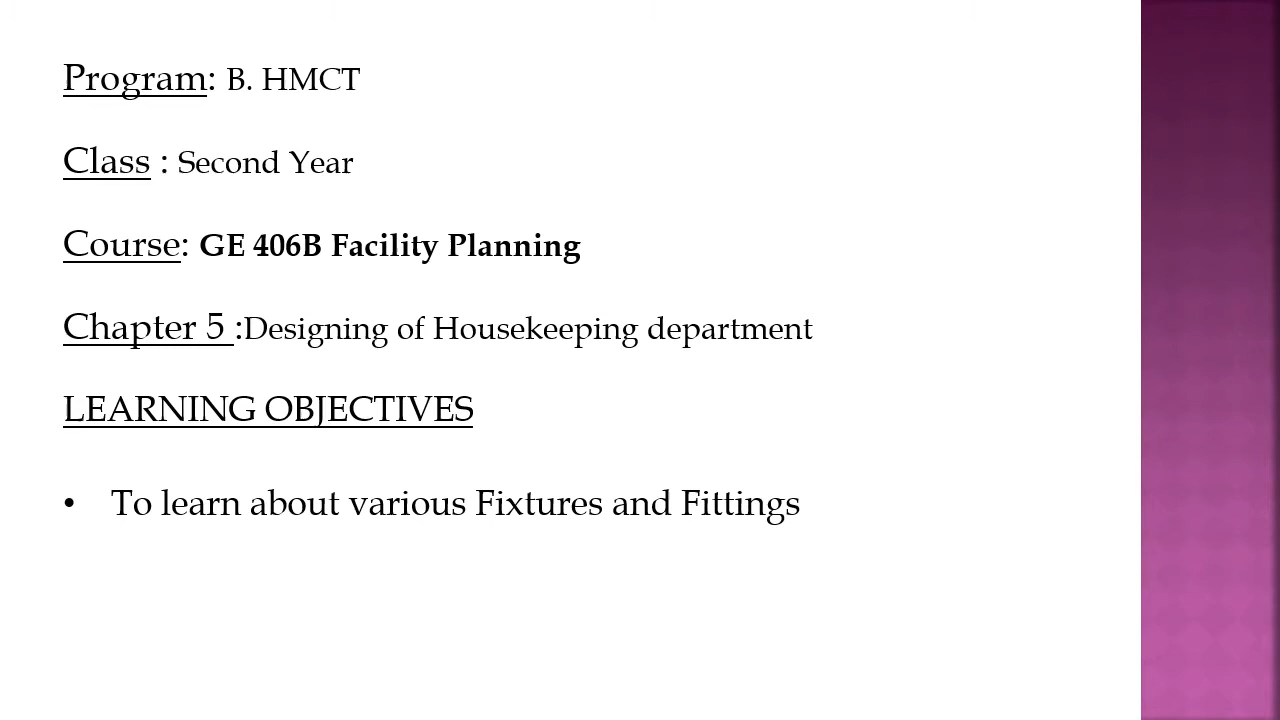 Program: B. HMCT
Class : Second Year
Course: GE 406B Facility Planning
Chapter 5 :Designing of Housekeeping department
LEARNING OBJECTIVES
• To learn about various Fixtures and Fittings